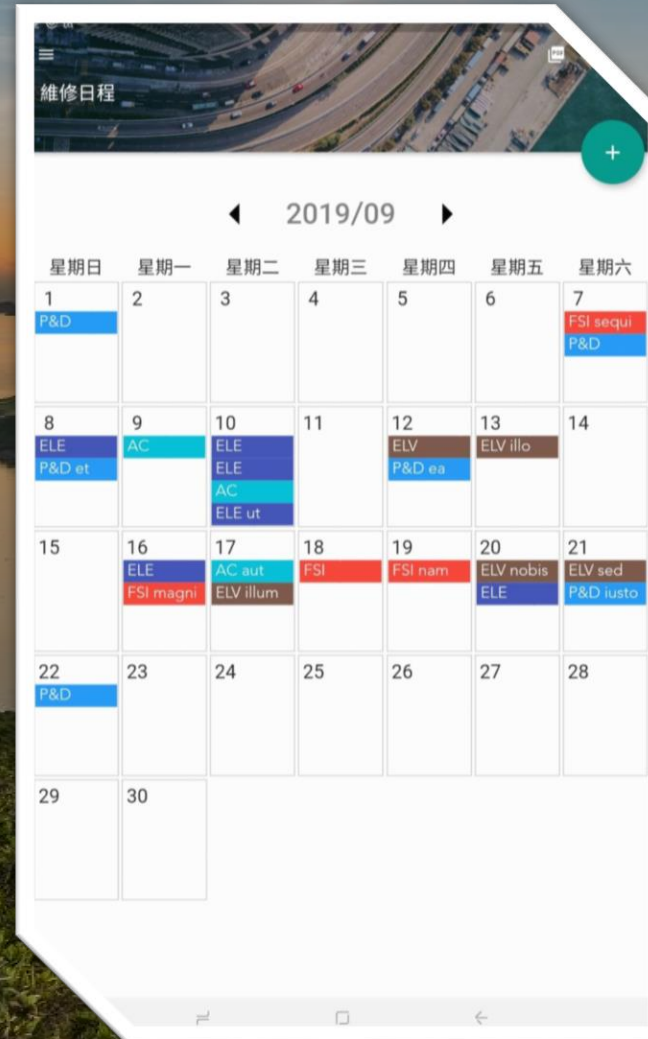 PDF
維修日程
+
2019/09
星期日 星期一 星期二 星期三 星期四 星期五 星期六
1 2 3 4 5 6 7
P&D FSI sequi
P&D
8 9 10 11 12 13 14
ELE AC ELE ELV ELV illo
P&D et ELE P&D ea
AC
ELE ut
15 16 17 18 19 20 21
ELE AC aut FSI FSI nam ELV nobis ELV sed
FSI magni ELV illum ELE P&D iusto
22 23 24 25 26 27 28
P&D
29 30